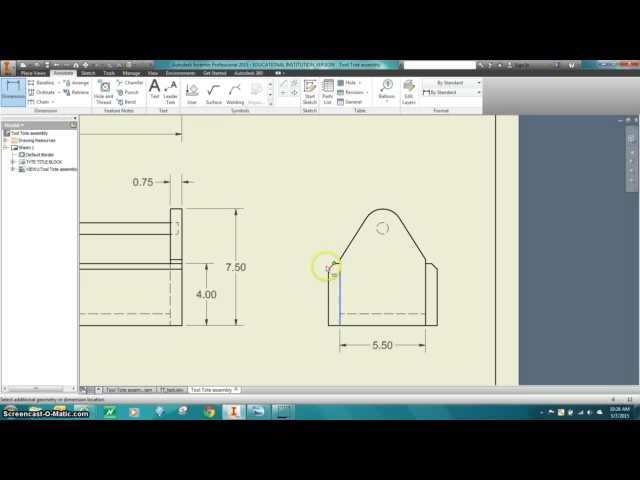 Autodesk Inventor Professional 2015 - EDUCATIONAL INSTITUTION VERSION - Tool Tote assembly
Sign In
Place Views Annotate Sketch Tools Manage View Environments Get Started Autodesk 360
Dimension
Baseline
Ordinate
Chain
Arrange
Retrieve
Dimension
Hole and Thread
Chamfer
Punch
Bend
Feature Notes
Text
Leader Text
Text
User
Surface
Welding
Symbols
Start Sketch
Sketch
Hole
Revision
General
Table
Balloon
Edit Layers
By Standard
By Standard
Format
Model
Tool Tote assembly
Drawing Resources
Sheet:1
Default Border
TYTE TITLE BLOCK
VIEW1:Tool Tote assembly
0.75
7.50
4.00
5.50
Tool Tote assem...iam
TT_test.idw
Tool Tote assembly
Select additional geometry or dimension location
6 12
Screencast-O-Matic.com
10:26 AM
5/7/2015